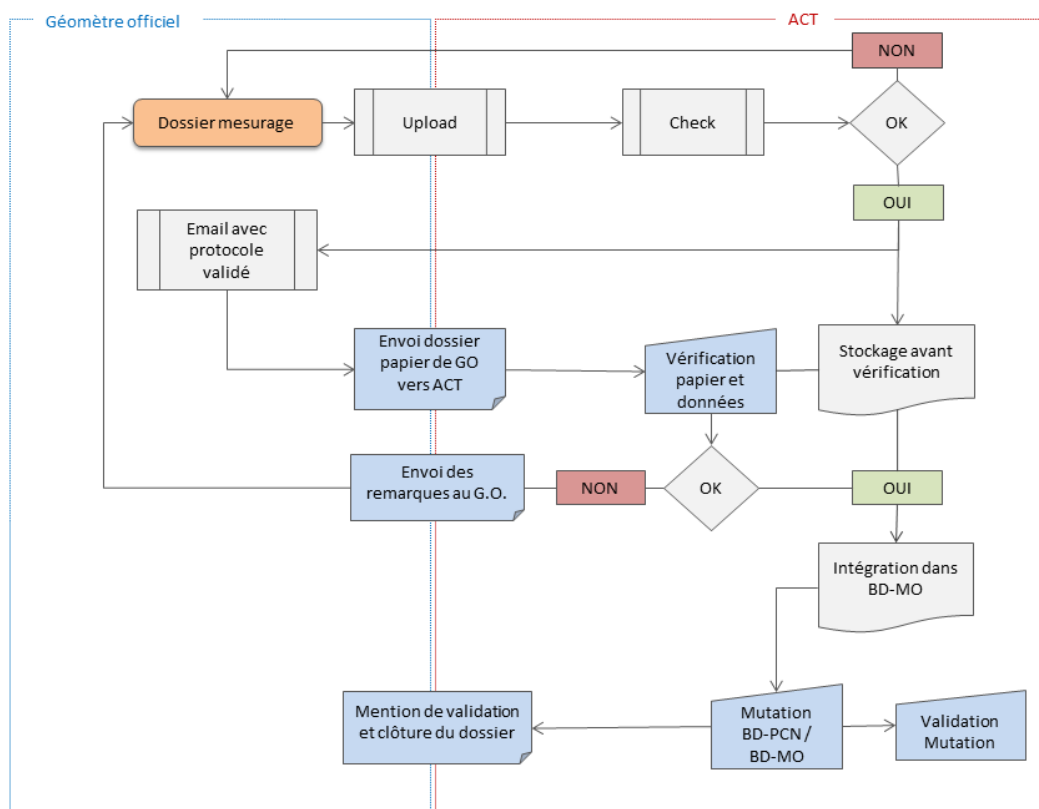 Géomètre officiel
ACT
NON
Dossier mesurage
Upload
Check
OK
OUI
Email avec
protocole
validé
Envoi dossier
papier de GO
vers ACT
Vérification
papier et
données
Stockage avant
vérification
Envoi des
remarques au G.O.
NON
OK
OUI
Intégration dans
BD-MO
Mention de validation
et clôture du dossier
Mutation
BD-PCN /
BD-MO
Validation
Mutation